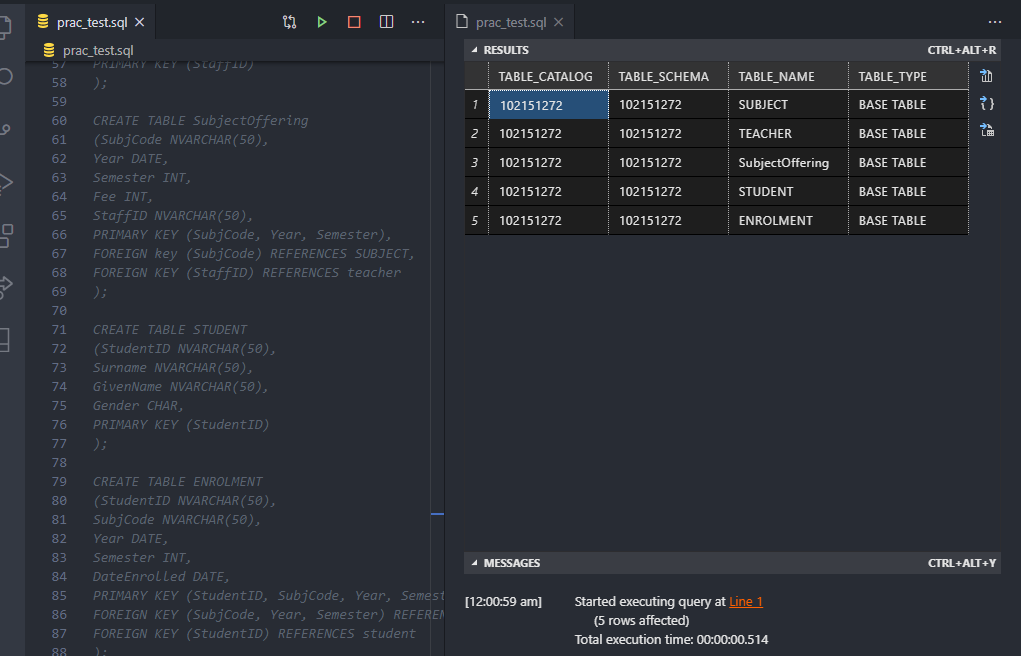 prac_test.sql
prac_test.sql
57 PRIMARY KEY (StaffID)
58 );
59
60 CREATE TABLE SubjectOffering
61 (SubjCode NVARCHAR(50),
62 Year DATE,
63 Semester INT,
64 Fee INT,
65 StaffID NVARCHAR(50),
66 PRIMARY KEY (SubjCode, Year, Semester),
67 FOREIGN key (SubjCode) REFERENCES SUBJECT,
68 FOREIGN KEY (StaffID) REFERENCES teacher
69 );
70
71 CREATE TABLE STUDENT
72 (StudentID NVARCHAR(50),
73 Surname NVARCHAR(50),
74 GivenName NVARCHAR(50),
75 Gender CHAR,
76 PRIMARY KEY (StudentID)
77 );
78
79 CREATE TABLE ENROLMENT
80 (StudentID NVARCHAR(50),
81 SubjCode NVARCHAR(50),
82 Year DATE,
83 Semester INT,
84 DateEnrolled DATE,
85 PRIMARY KEY (StudentID, SubjCode, Year, Semest
86 FOREIGN KEY (SubjCode, Year, Semester) REFEREN
87 FOREIGN KEY (StudentID) REFERENCES student
88 );
prac_test.sql
RESULTS CTRL+ALT+R
TABLE_CATALOG TABLE_SCHEMA TABLE_NAME TABLE_TYPE
1 102151272 102151272 SUBJECT BASE TABLE
2 102151272 102151272 TEACHER BASE TABLE
3 102151272 102151272 SubjectOffering BASE TABLE
4 102151272 102151272 STUDENT BASE TABLE
5 102151272 102151272 ENROLMENT BASE TABLE
MESSAGES CTRL+ALT+Y
[12:00:59 am] Started executing query at Line 1
(5 rows affected)
Total execution time: 00:00:00.514